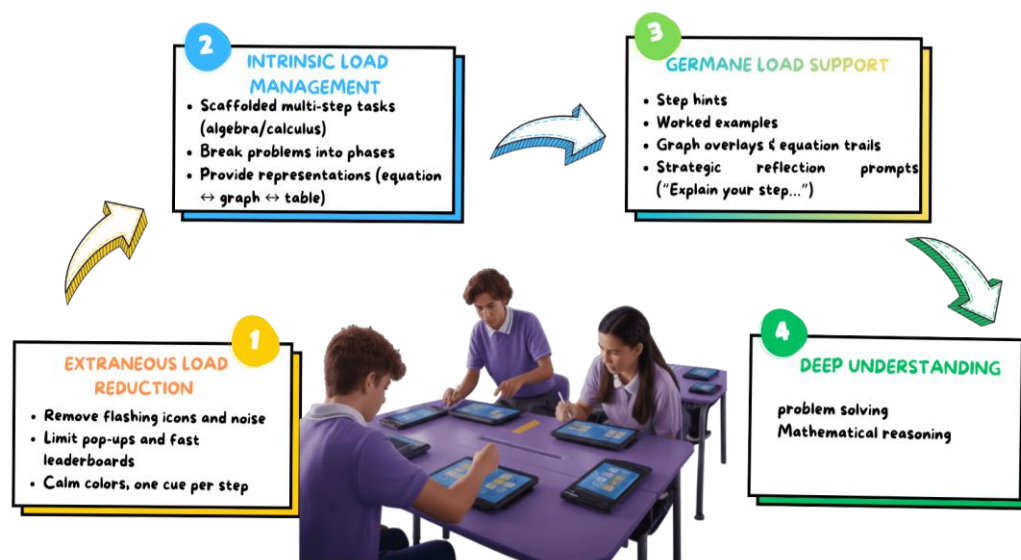 1
EXTRANEOUS LOAD
REDUCTION
• Remove flashing icons and noise
• Limit pop-ups and fast
leaderboards
• Calm colors, one cue per step
2
INTRINSIC LOAD
MANAGEMENT
• Scaffolded multi-step tasks
(algebra/calculus)
• Break problems into phases
• Provide representations (equation
↔ graph ↔ table)
3
GERMANE LOAD SUPPORT
• Step hints
• Worked examples
• Graph overlays & equation trails
• Strategic reflection prompts
(“Explain your step...”)
4
DEEP UNDERSTANDING
problem solving
Mathematical reasoning